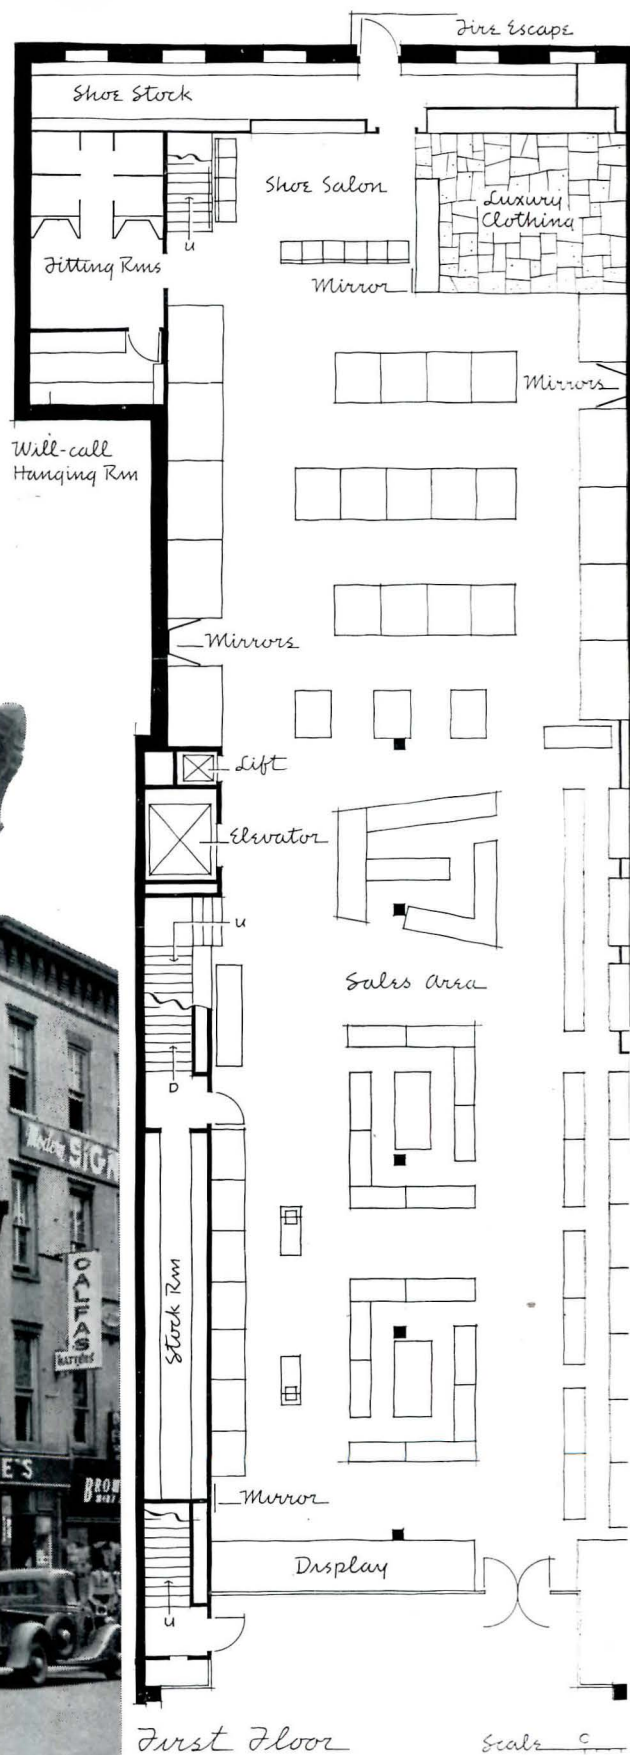 Fire Escape
Shoe Stock
Shoe Salon
Luxury
Clothing
U
Fitting Rms
Mirror
Mirrors
Will-call
Hanging Rm
Mirrors
Lift
Elevator
U
Sales Area
D
Modern SIGN
CALFAS
HATTERS
Stock Rm
E'S
BROW
Mirror
Display
U
First Floor
Scale